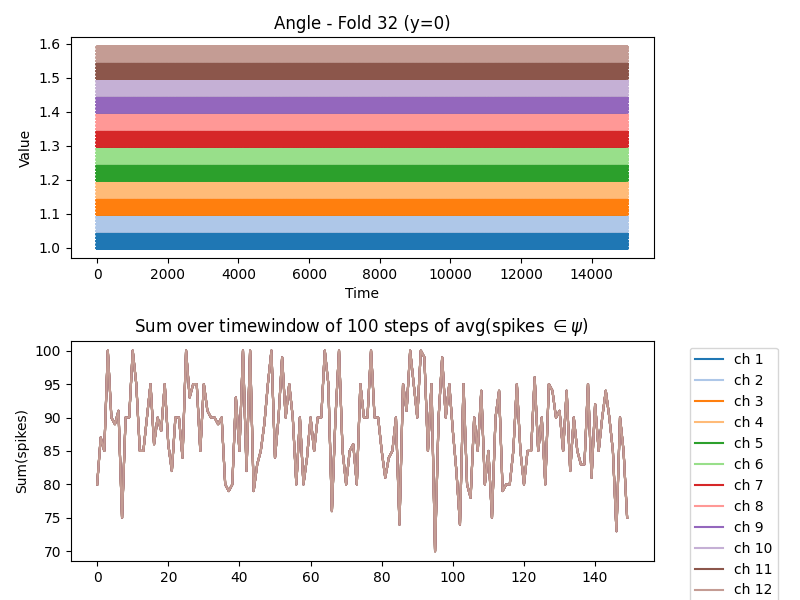 Angle - Fold 32 (y=0)
Value
1.6
1.5
1.4
1.3
1.2
1.1
1.0
0 2000 4000 6000 8000 10000 12000 14000
Time
Sum over timewindow of 100 steps of avg(spikes ∈ ψ)
Sum(spikes)
100
95
90
85
80
75
70
0 20 40 60 80 100 120 140
ch 1
ch 2
ch 3
ch 4
ch 5
ch 6
ch 7
ch 8
ch 9
ch 10
ch 11
ch 12